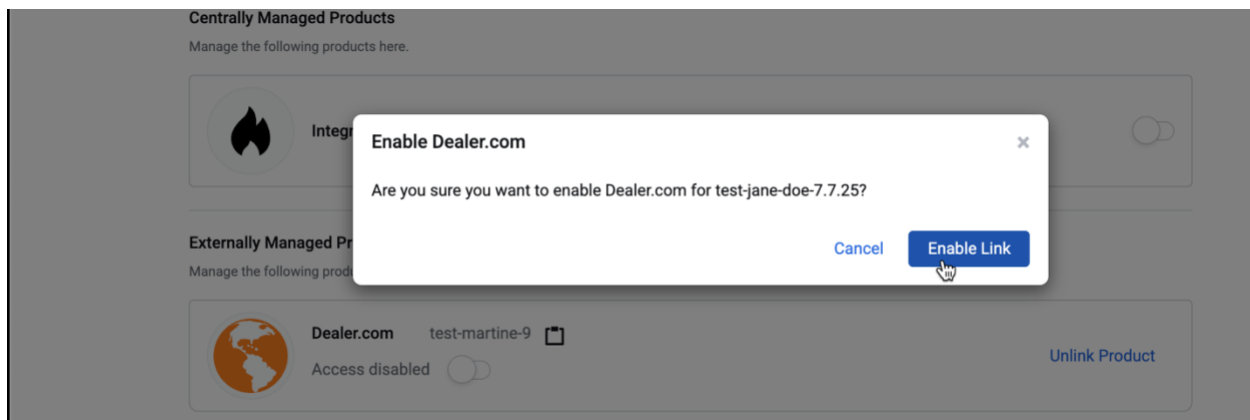 Centrally Managed Products
Manage the following products here.
Integr
Enable Dealer.com
×
Are you sure you want to enable Dealer.com for test-jane-doe-7.7.25?
Cancel
Enable Link
Externally Managed Pr
Manage the following produ
Dealer.com test-martine-9
Access disabled
Unlink Product